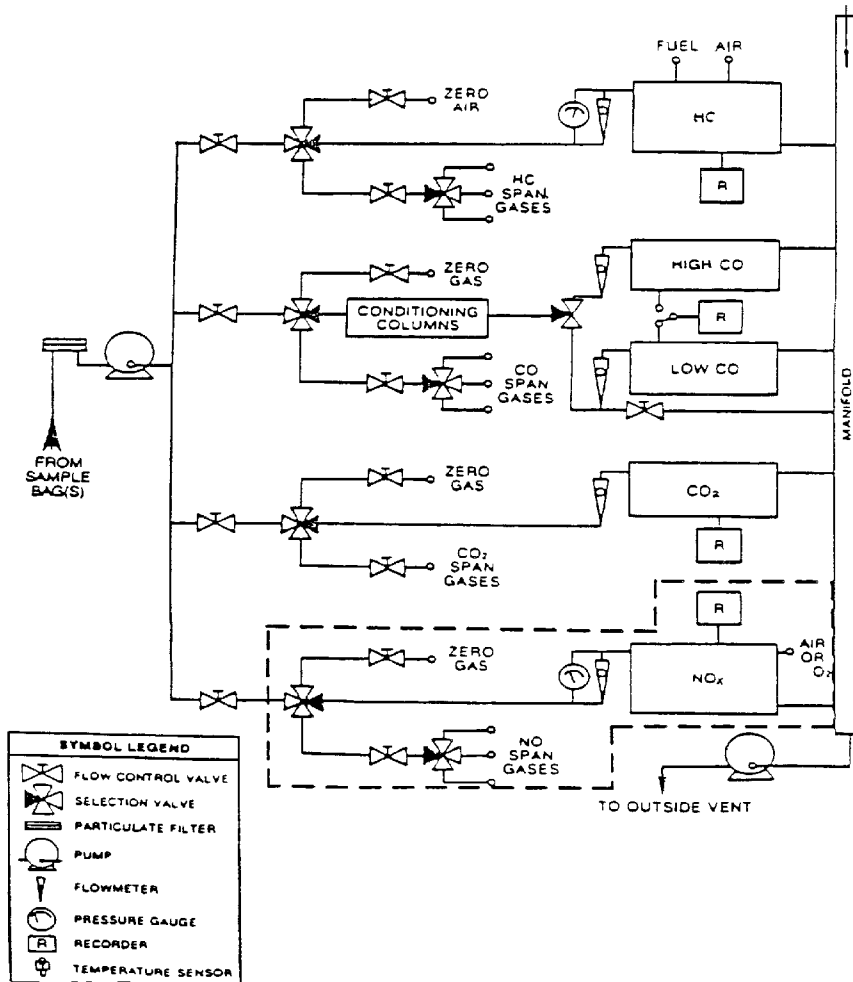 FUEL AIR
ZERO
AIR
HC
R
HC
SPAN
GASES
ZERO
GAS
HIGH CO
CONDITIONING
COLUMNS
R
CO
SPAN
GASES
LOW CO
MANIFOLD
FROM
SAMPLE
BAG(S)
ZERO
GAS
CO₂
R
CO₂
SPAN
GASES
R
ZERO
GAS
AIR
OR
O₂
NOx
NO
SPAN
GASES
TO OUTSIDE VENT
SYMBOL LEGEND
FLOW CONTROL VALVE
SELECTION VALVE
PARTICULATE FILTER
PUMP
FLOWMETER
PRESSURE GAUGE
R RECORDER
TEMPERATURE SENSOR